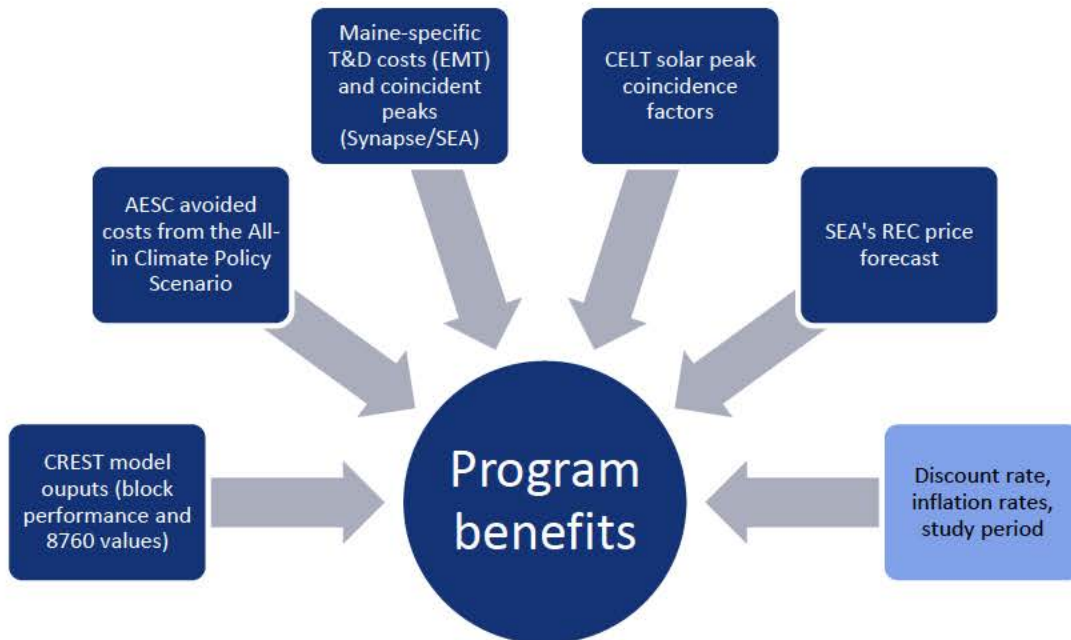 Maine-specific
T&D costs (EMT)
and coincident
peaks
(Synapse/SEA)
CELT solar peak
coincidence
factors
AESC avoided
costs from the All-
in Climate Policy
Scenario
SEA's REC price
forecast
CREST model
ouputs (block
performance and
8760 values)
Program
benefits
Discount rate,
inflation rates,
study period